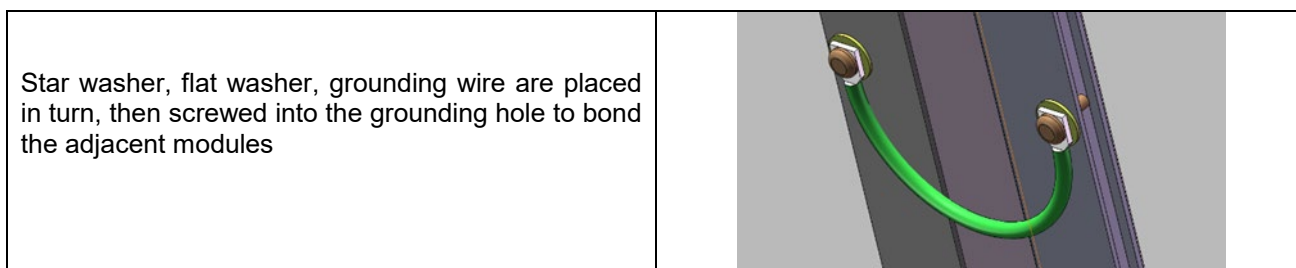 Star washer, flat washer, grounding wire are placed
in turn, then screwed into the grounding hole to bond
the adjacent modules